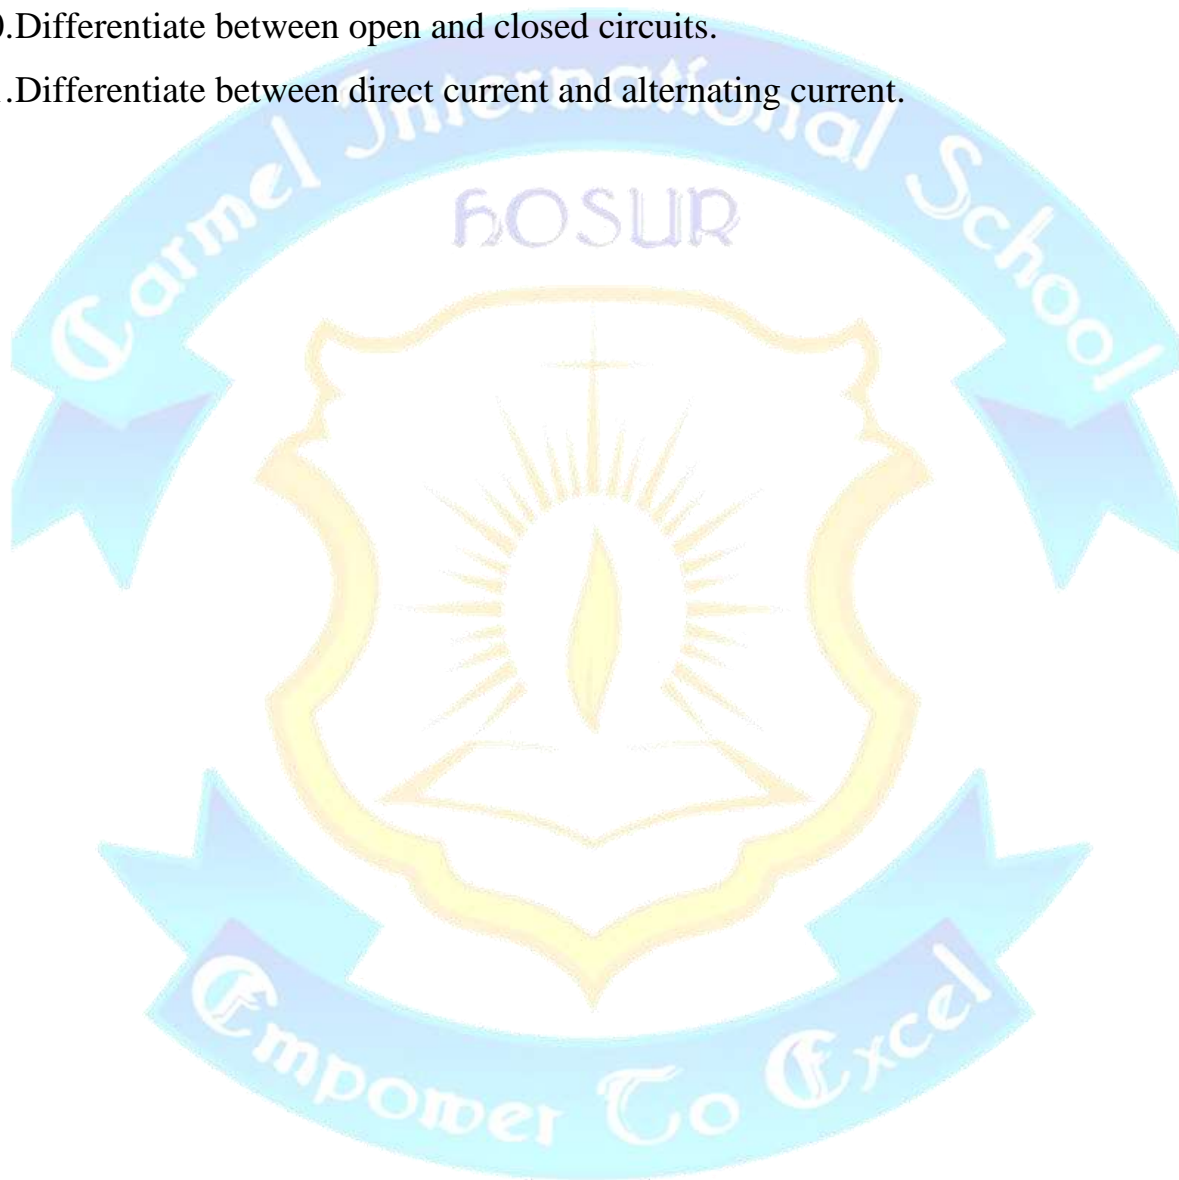 0.Differentiate between open and closed circuits.
.Differentiate between direct current and alternating current.
Carmel International School
HOSUR
Empower To Excel